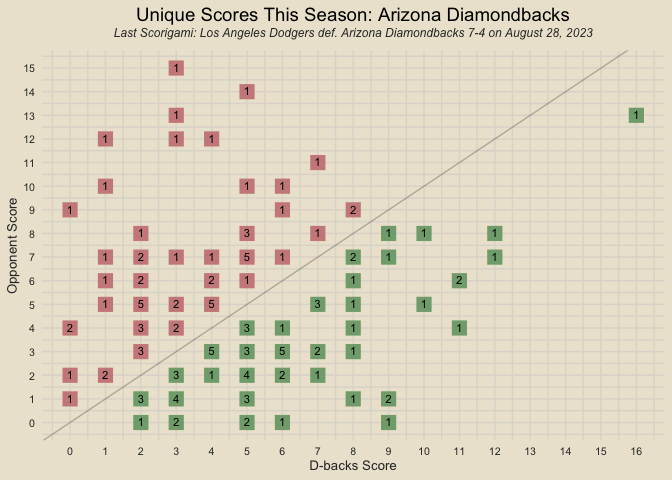 Unique Scores This Season: Arizona Diamondbacks
Last Scorigami: Los Angeles Dodgers def. Arizona Diamondbacks 7-4 on August 28, 2023
Opponent Score
15 1
14 1
13 1 1
12 1 1 1
11 1
10 1 1 1
9 1 1 2
8 1 3 1 1 1 1
7 1 2 1 1 5 1 2 1 1
6 1 2 2 1 1 2
5 1 5 2 5 3 1 1
4 2 3 2 3 1 1 1
3 3 5 3 5 2 1
2 1 2 3 1 4 2 1
1 1 3 4 3 1 2
0 1 2 2 1 1
0 1 2 3 4 5 6 7 8 9 10 11 12 13 14 15 16
D-backs Score